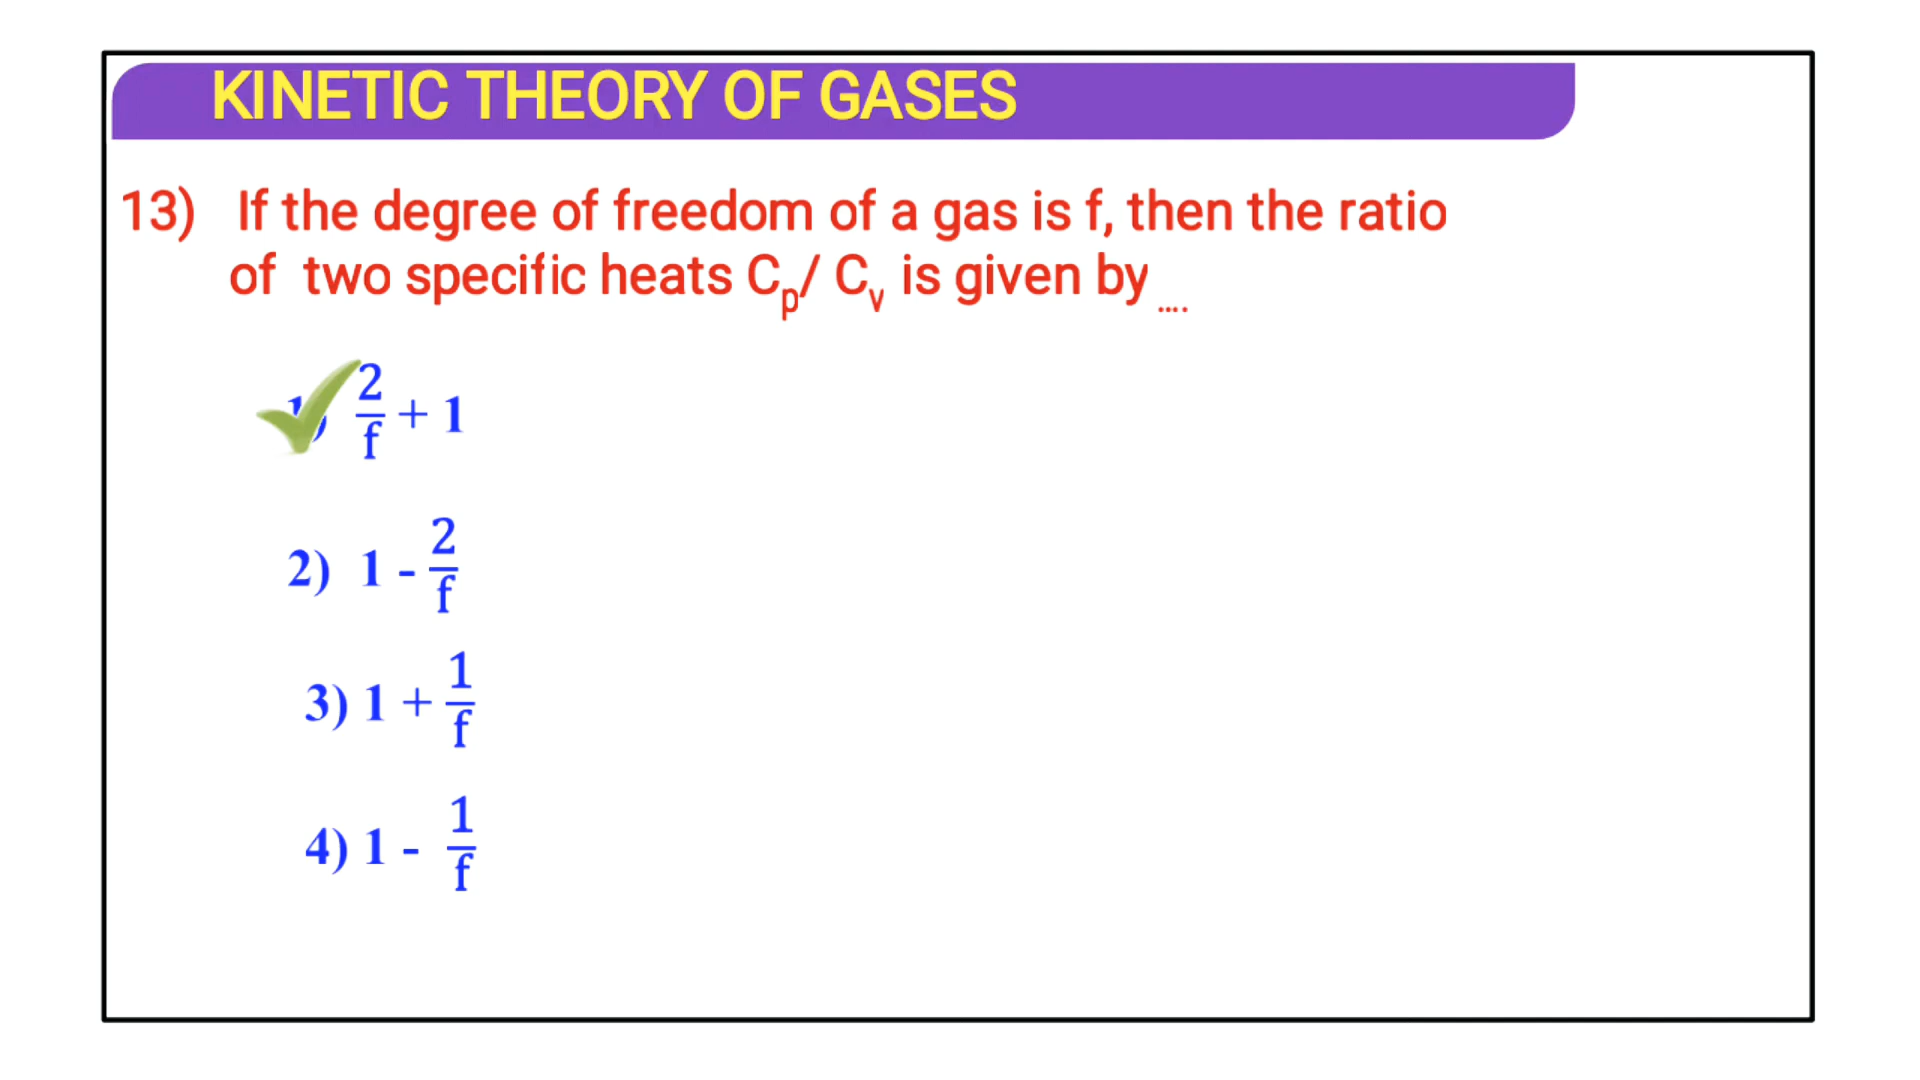 KINETIC THEORY OF GASES
13) If the degree of freedom of a gas is f, then the ratio
of two specific heats Cp/ Cv is given by ....
1) 2/f + 1
2) 1 - 2/f
3) 1 + 1/f
4) 1 - 1/f